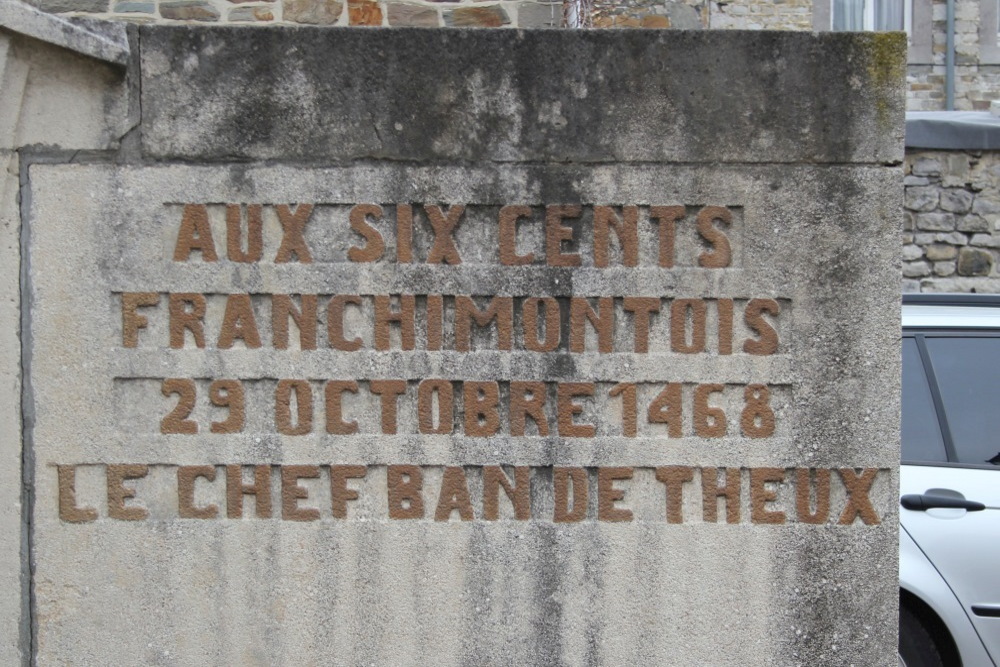 AUX SIX CENTS
FRANCHIMONTOIS
29 OCTOBRE 1468
LE CHEF BAN DE THEUX